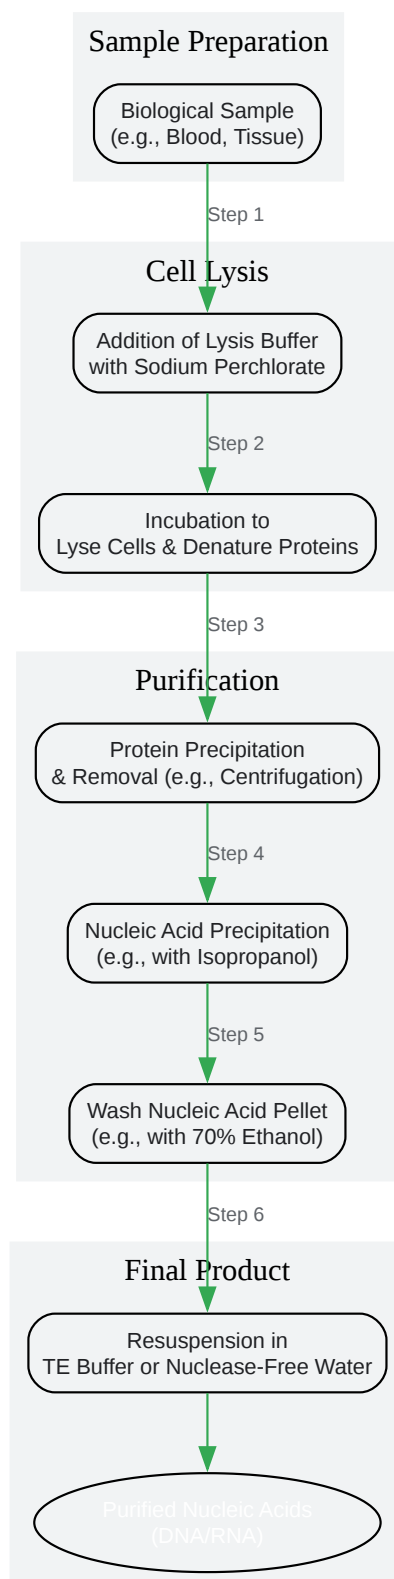 Sample Preparation
Biological Sample
(e.g., Blood, Tissue)
Step 1
Cell Lysis
Addition of Lysis Buffer
with Sodium Perchlorate
Step 2
Incubation to
Lyse Cells & Denature Proteins
Step 3
Purification
Protein Precipitation
& Removal (e.g., Centrifugation)
Step 4
Nucleic Acid Precipitation
(e.g., with Isopropanol)
Step 5
Wash Nucleic Acid Pellet
(e.g., with 70% Ethanol)
Step 6
Final Product
Resuspension in
TE Buffer or Nuclease-Free Water
Purified Nucleic Acids
(DNA/RNA)